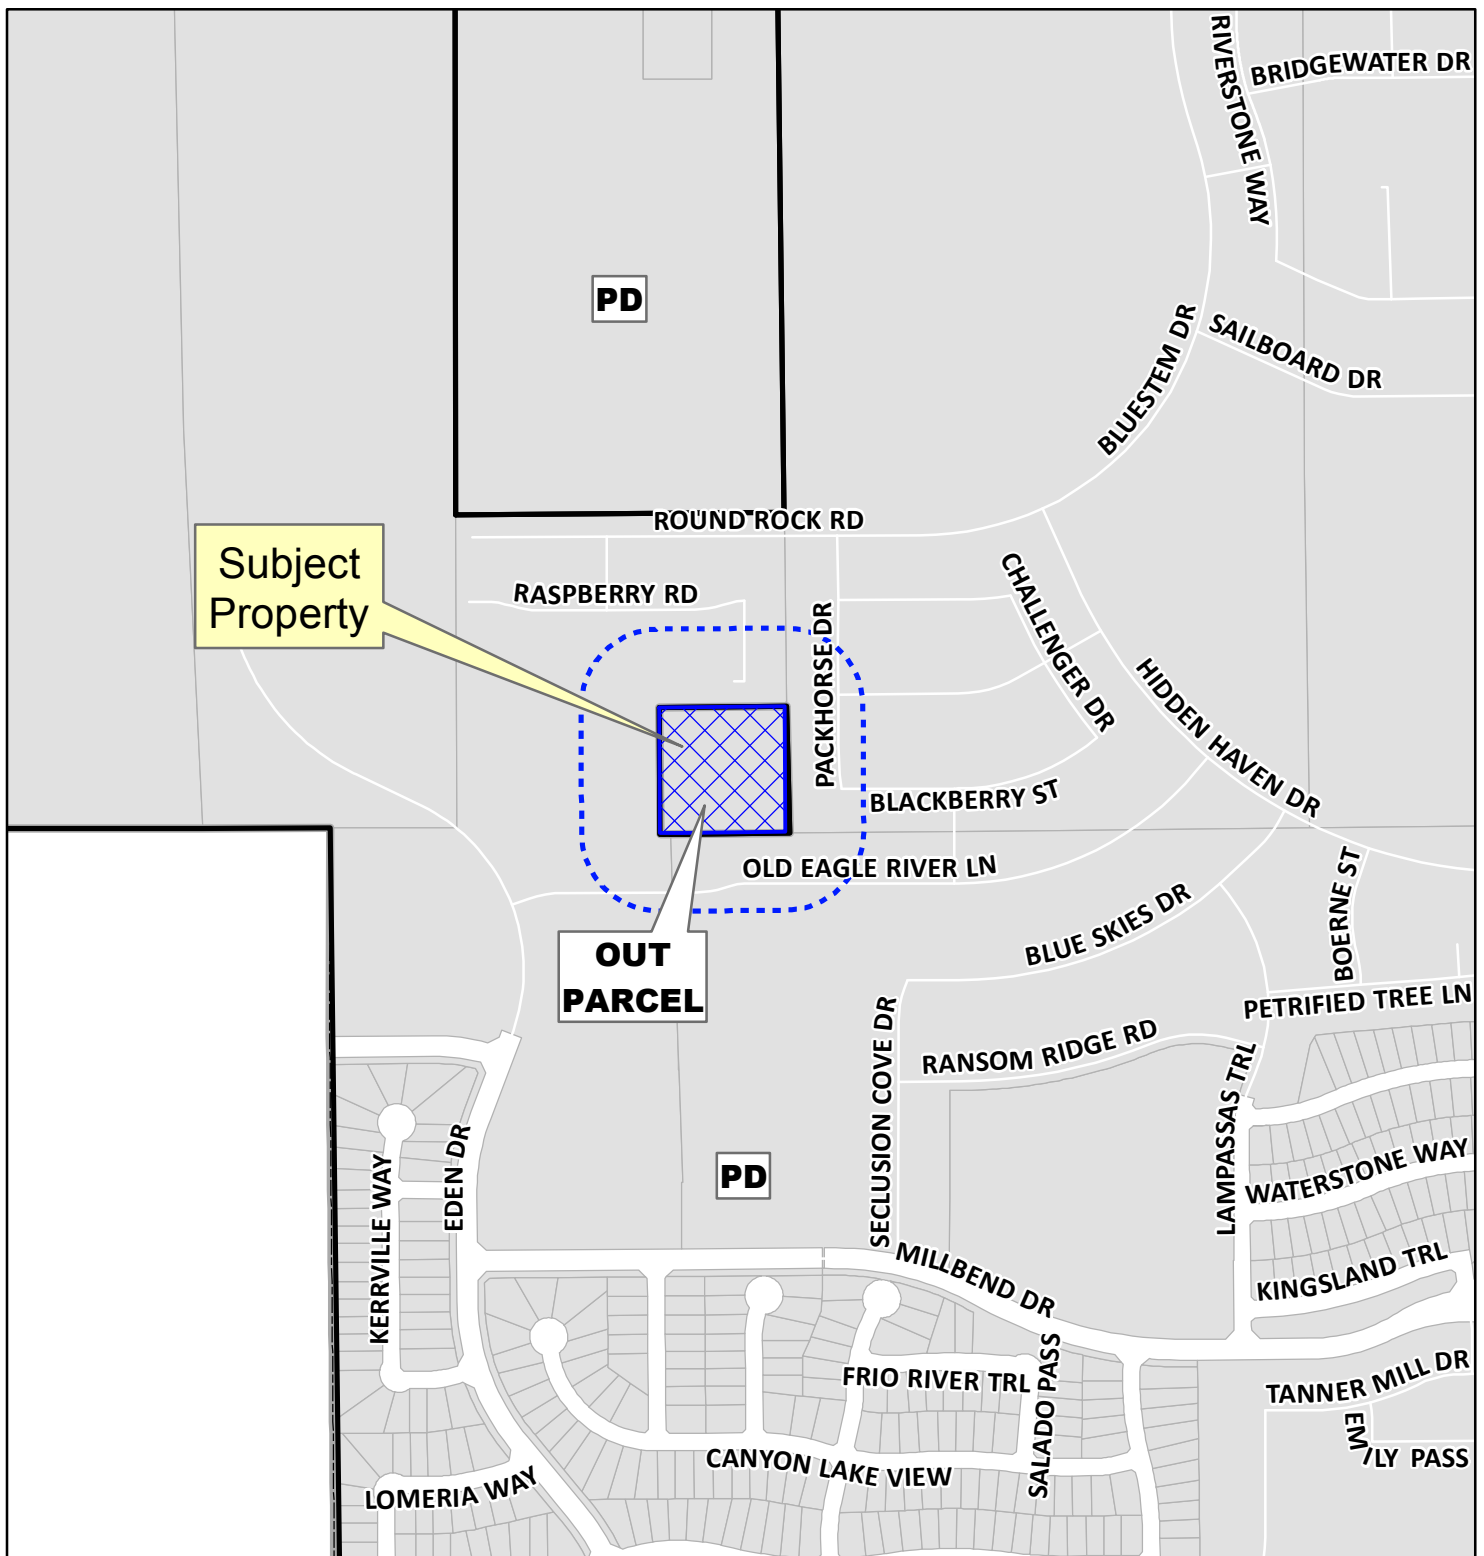 RIVERSTONE WAY
BRIDGEWATER DR
PD
BLUESTEM DR
SAILBOARD DR
ROUND ROCK RD
Subject
Property
RASPBERRY RD
PACKHORSE DR
CHALLENGER DR
HIDDEN HAVEN DR
BLACKBERRY ST
OLD EAGLE RIVER LN
BOERNE ST
BLUE SKIES DR
OUT
PARCEL
PETRIFIED TREE LN
SECLUSION COVE DR
RANSOM RIDGE RD
LAMPASSAS TRL
KERRVILLE WAY
EDEN DR
PD
WATERSTONE WAY
MILLBEND DR
KINGSLAND TRL
FRIO RIVER TRL
SALADO PASS
TANNER MILL DR
EMILY PASS
CANYON LAKE VIEW
LOMERIA WAY